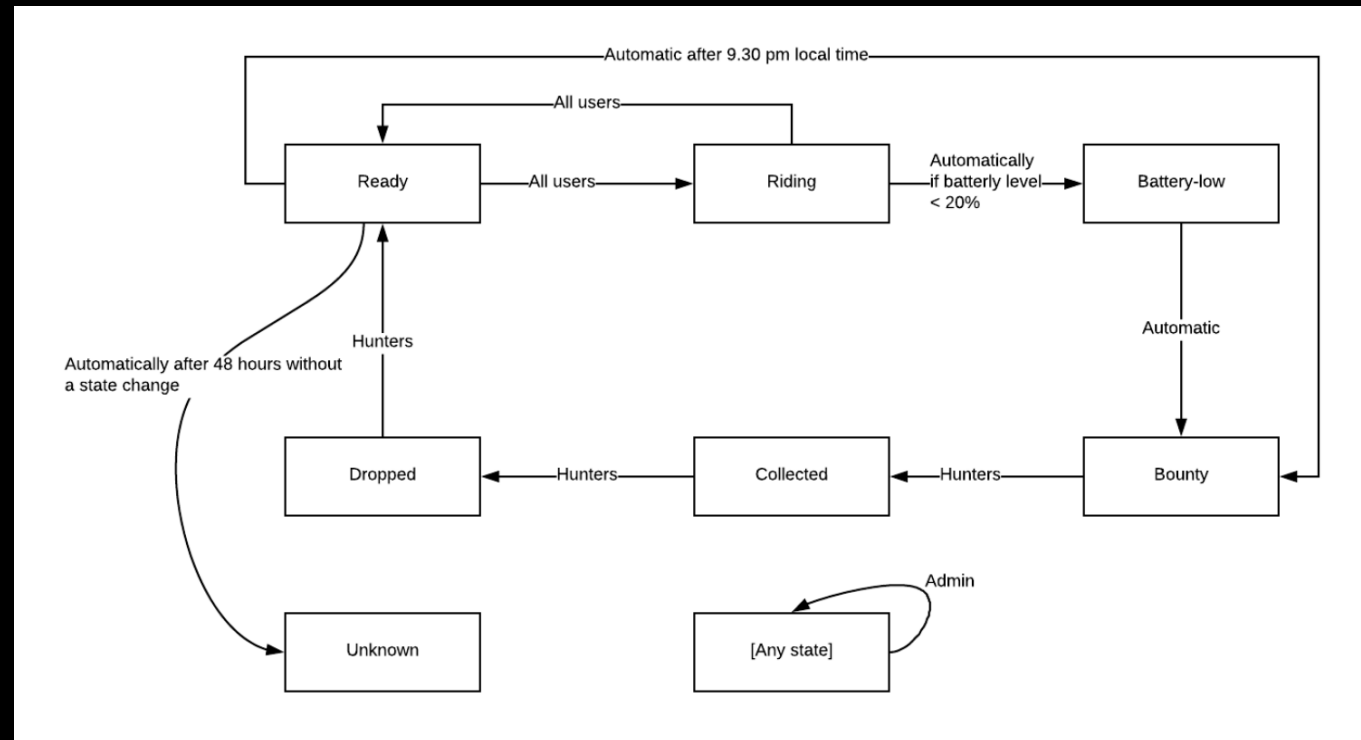 Automatic after 9.30 pm local time
All users
Ready
All users
Riding
Automatically
if batterly level
< 20%
Battery-low
Hunters
Automatic
Automatically after 48 hours without
a state change
Dropped
Hunters
Collected
Hunters
Bounty
Admin
Unknown
[Any state]